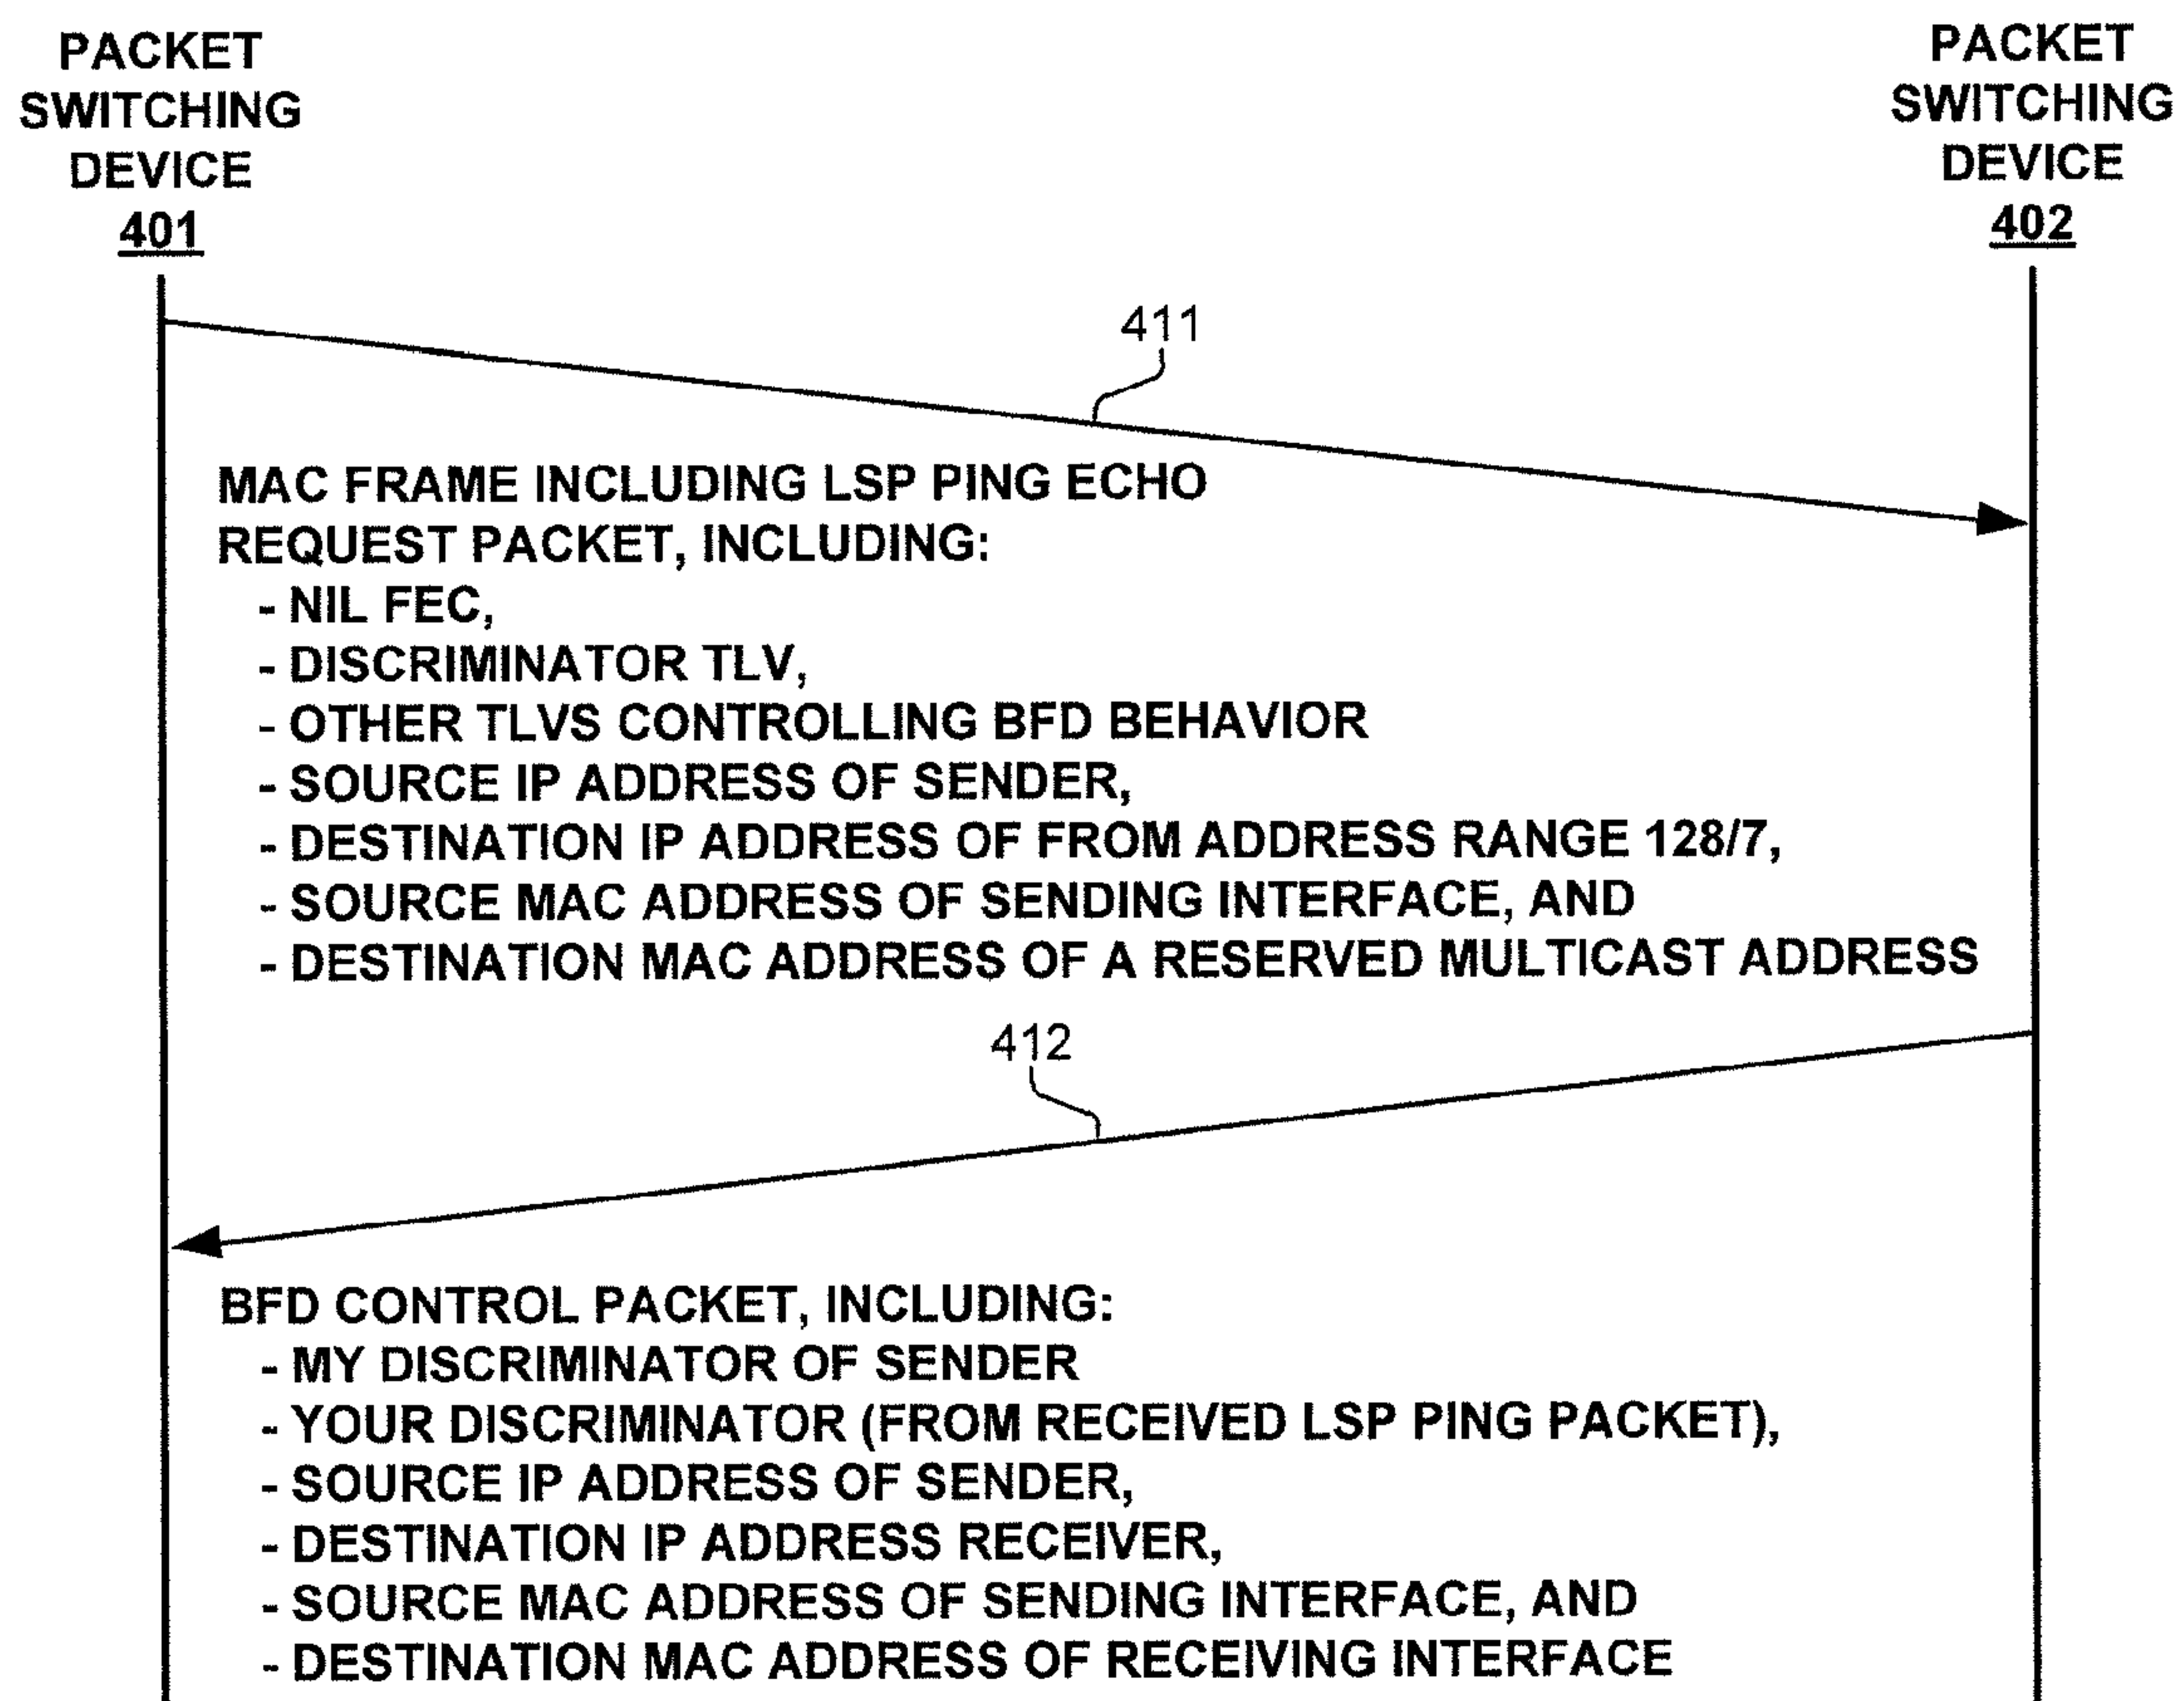 PACKET
SWITCHING
DEVICE
401
PACKET
SWITCHING
DEVICE
402
411
MAC FRAME INCLUDING LSP PING ECHO
REQUEST PACKET, INCLUDING:
- NIL FEC,
- DISCRIMINATOR TLV,
- OTHER TLVS CONTROLLING BFD BEHAVIOR
- SOURCE IP ADDRESS OF SENDER,
- DESTINATION IP ADDRESS OF FROM ADDRESS RANGE 128/7,
- SOURCE MAC ADDRESS OF SENDING INTERFACE, AND
- DESTINATION MAC ADDRESS OF A RESERVED MULTICAST ADDRESS
412
BFD CONTROL PACKET, INCLUDING:
- MY DISCRIMINATOR OF SENDER
- YOUR DISCRIMINATOR (FROM RECEIVED LSP PING PACKET),
- SOURCE IP ADDRESS OF SENDER,
- DESTINATION IP ADDRESS RECEIVER,
- SOURCE MAC ADDRESS OF SENDING INTERFACE, AND
- DESTINATION MAC ADDRESS OF RECEIVING INTERFACE